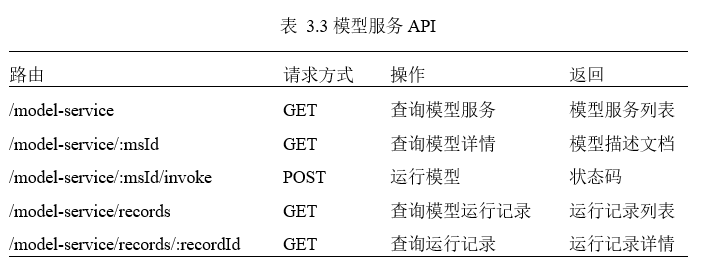 表 3.3 模型服务 API
路由 请求方式 操作 返回
/model-service GET 查询模型服务 模型服务列表
/model-service/:msId GET 查询模型详情 模型描述文档
/model-service/:msId/invoke POST 运行模型 状态码
/model-service/records GET 查询模型运行记录 运行记录列表
/model-service/records/:recordId GET 查询运行记录 运行记录详情